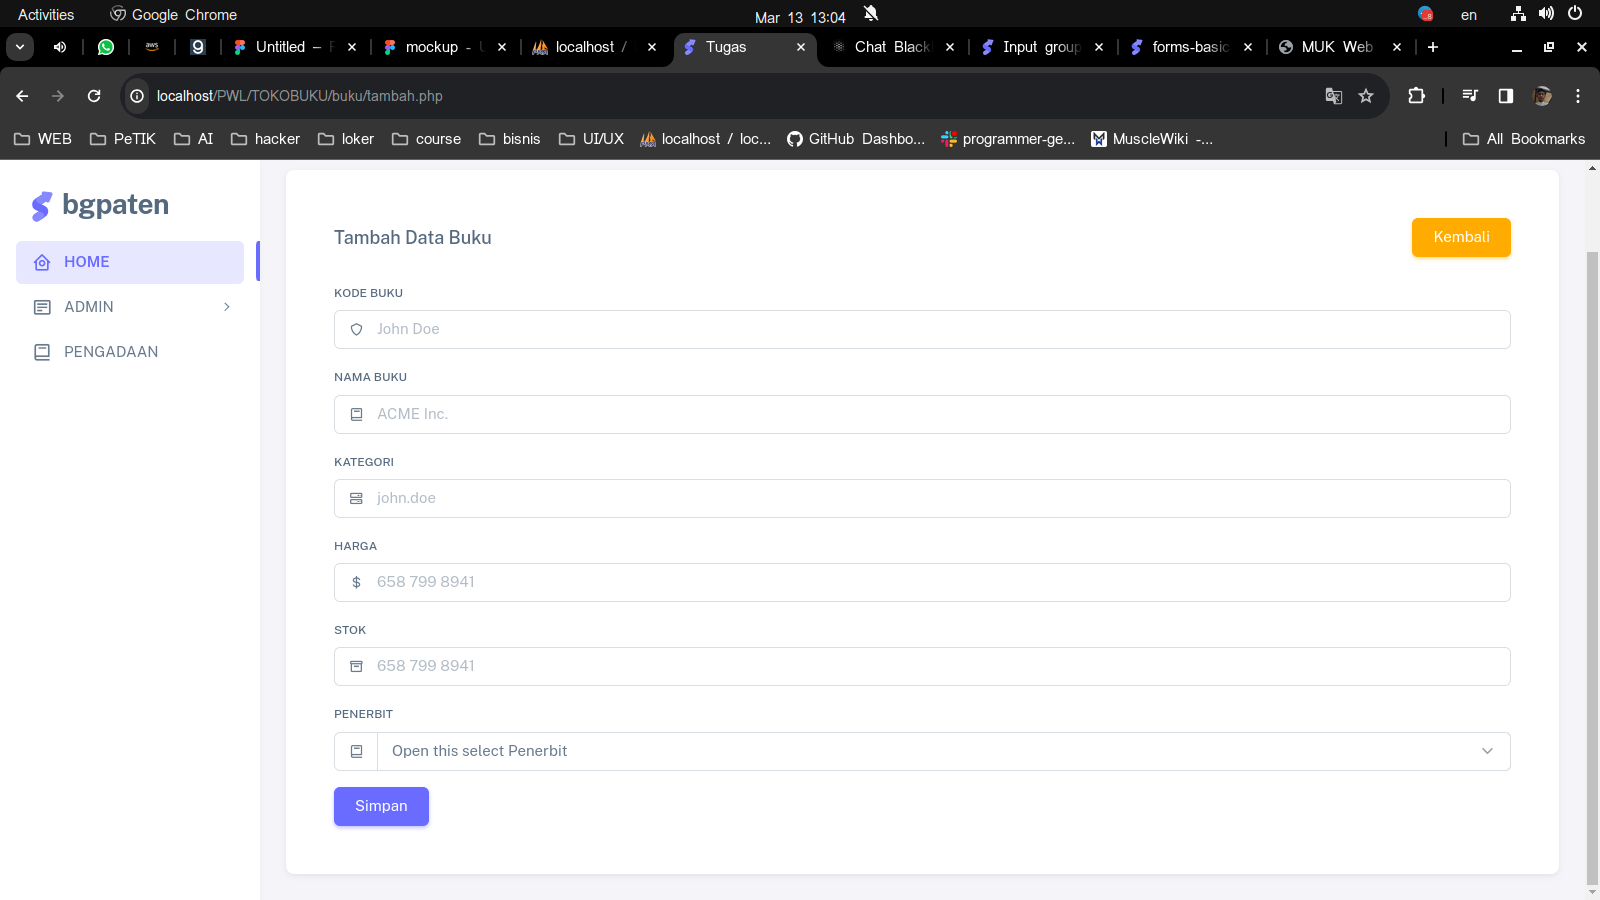 Activities Google Chrome Mar 13 13:04 en
Untitled – mockup - localhost / Tugas Chat Black Input group forms-basic MUK Web
localhost/PWL/TOKOBUKU/buku/tambah.php
WEB PeTIK AI hacker loker course bisnis UI/UX localhost / loc... GitHub Dashbo... programmer-ge... MuscleWiki -... All Bookmarks
bgpaten
HOME
ADMIN
PENGADAAN
Tambah Data Buku
Kembali
KODE BUKU
John Doe
NAMA BUKU
ACME Inc.
KATEGORI
john.doe
HARGA
$ 658 799 8941
STOK
658 799 8941
PENERBIT
Open this select Penerbit
Simpan